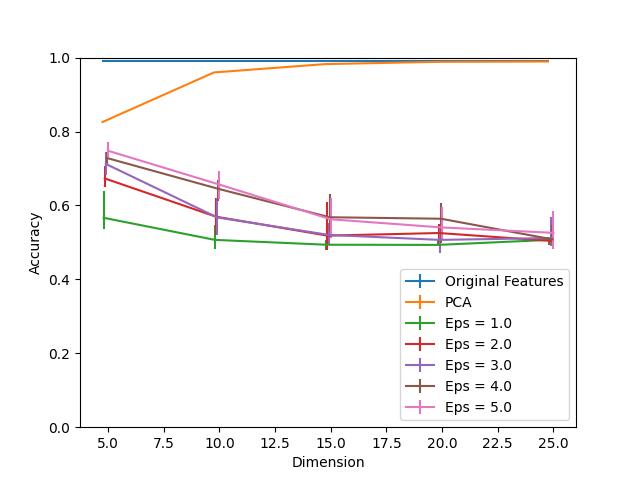 1.0
0.8
0.6
0.4
0.2
0.0
Accuracy
Original Features
PCA
Eps = 1.0
Eps = 2.0
Eps = 3.0
Eps = 4.0
Eps = 5.0
5.0 7.5 10.0 12.5 15.0 17.5 20.0 22.5 25.0
Dimension